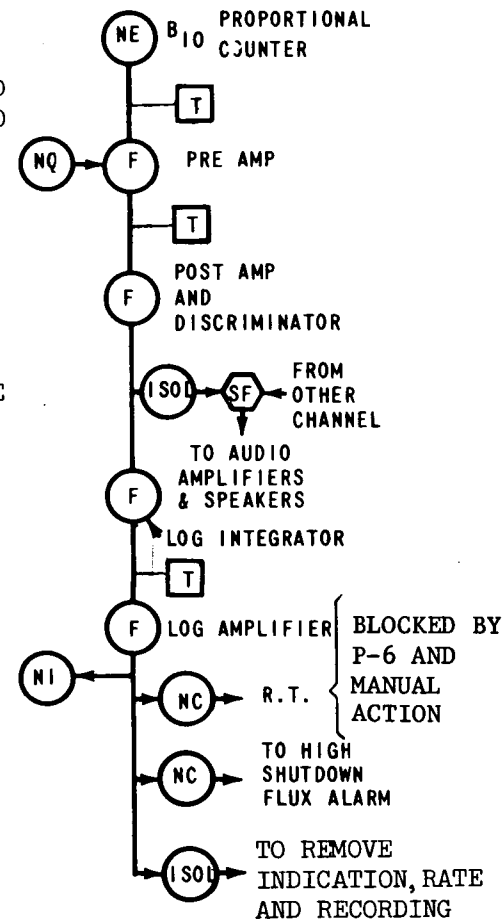 NE B10 PROPORTIONAL
COUNTER
T
NQ F PRE AMP
T
F POST AMP
AND
DISCRIMINATOR
ISOL SF FROM
OTHER
CHANNEL
TO AUDIO
AMPLIFIERS
& SPEAKERS
F
LOG INTEGRATOR
T
F LOG AMPLIFIER
BLOCKED BY
P-6 AND
MANUAL
ACTION
NI
NC R.T.
NC TO HIGH
SHUTDOWN
FLUX ALARM
ISOL TO REMOVE
INDICATION, RATE
AND RECORDING